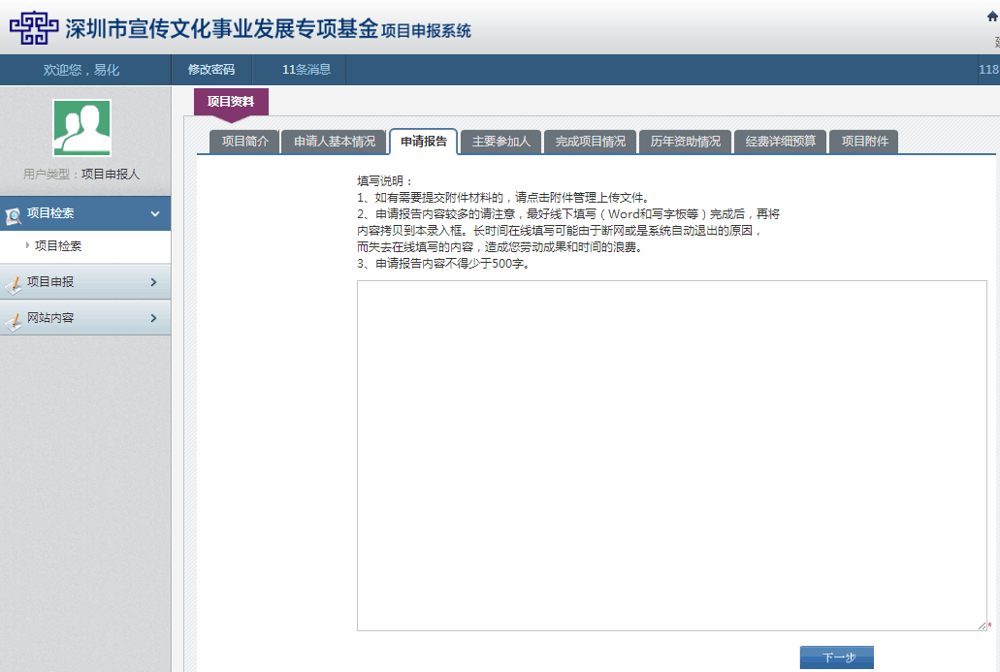 深圳市宣传文化事业发展专项基金项目申报系统
欢迎您，易化
修改密码
11条消息
118
项目资料
用户类型：项目申报人
项目检索
项目检索
项目申报
网站内容
项目简介
申请人基本情况
申请报告
主要参加人
完成项目情况
历年资助情况
经费详细预算
项目附件
填写说明：
1、如有需要提交附件材料的，请点击附件管理上传文件。
2、申请报告内容较多的请注意，最好线下填写（Word和写字板等）完成后，再将
内容拷贝到本录入框。长时间在线填写可能由于断网或是系统自动退出的原因，
而失去在线填写的内容，造成您劳动成果和时间的浪费。
3、申请报告内容不得少于500字。
*
下一步